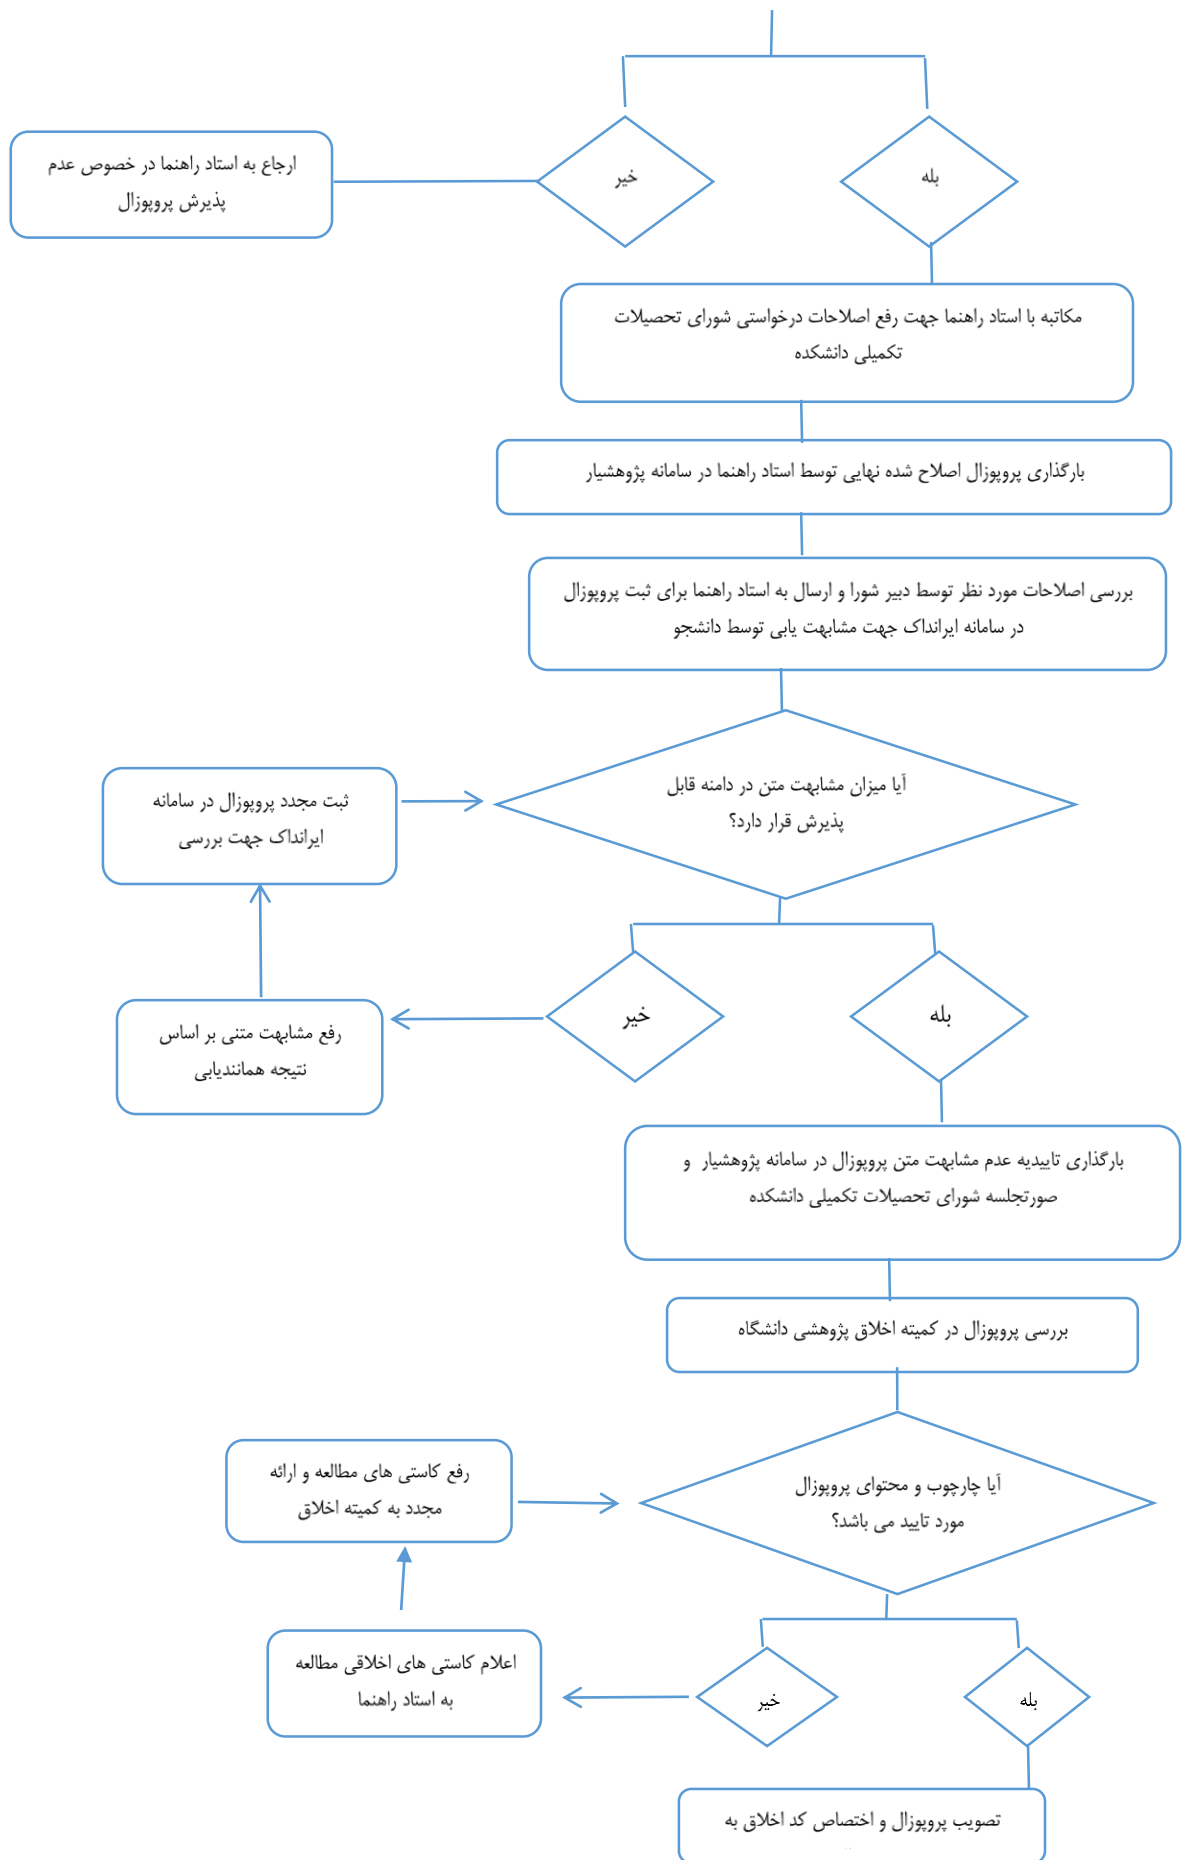 بله
خیر
ارجاع به استاد راهنما در خصوص عدم
پذیرش پروپوزال
مکاتبه با استاد راهنما جهت رفع اصلاحات درخواستی شورای تحصیلات
تکمیلی دانشکده
بارگذاری پروپوزال اصلاح شده نهایی توسط استاد راهنما در سامانه پژوهشیار
بررسی اصلاحات مورد نظر توسط دبیر شورا و ارسال به استاد راهنما برای ثبت پروپوزال
در سامانه ایرانداک جهت مشابهت یابی توسط دانشجو
آیا میزان مشابهت متن در دامنه قابل
پذیرش قرار دارد؟
ثبت مجدد پروپوزال در سامانه
ایرانداک جهت بررسی
بله
خیر
رفع مشابهت متنی بر اساس
نتیجه همانندیابی
بارگذاری تاییدیه عدم مشابهت متن پروپوزال در سامانه پژوهشیار و
صورتجلسه شورای تحصیلات تکمیلی دانشکده
بررسی پروپوزال در کمیته اخلاق پژوهشی دانشگاه
آیا چارچوب و محتوای پروپوزال
مورد تایید می باشد؟
رفع کاستی های مطالعه و ارائه
مجدد به کمیته اخلاق
بله
خیر
اعلام کاستی های اخلاقی مطالعه
به استاد راهنما
تصویب پروپوزال و اختصاص کد اخلاق به